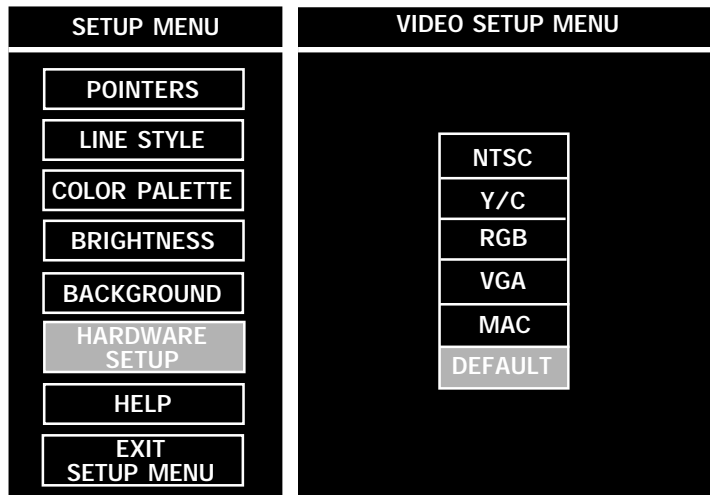 SETUP MENU
POINTERS
LINE STYLE
COLOR PALETTE
BRIGHTNESS
BACKGROUND
HARDWARE
SETUP
HELP
EXIT
SETUP MENU
VIDEO SETUP MENU
NTSC
Y/C
RGB
VGA
MAC
DEFAULT